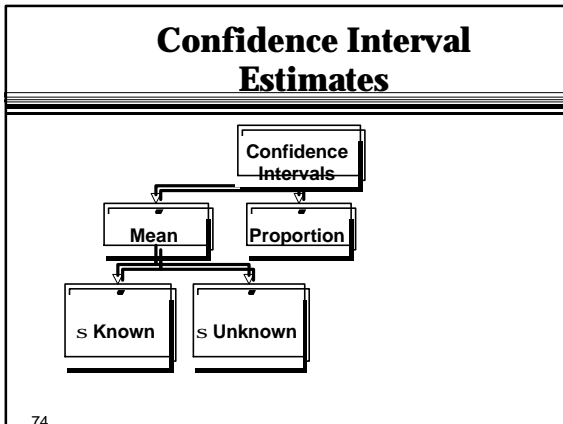 Confidence Interval
Estimates
Confidence
Intervals
Mean
Proportion
s Known
s Unknown
74